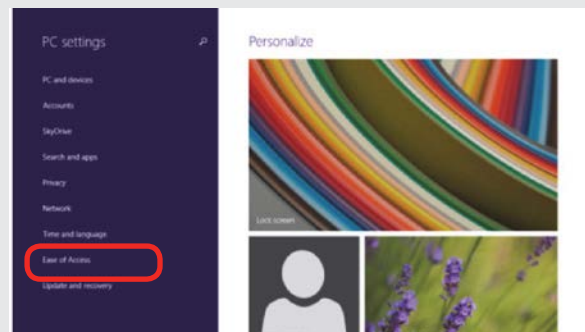 PC settings
Personalize
PC and devices
Accounts
SkyDrive
Search and apps
Privacy
Network
Time and language
Ease of Access
Update and recovery
Lock screen